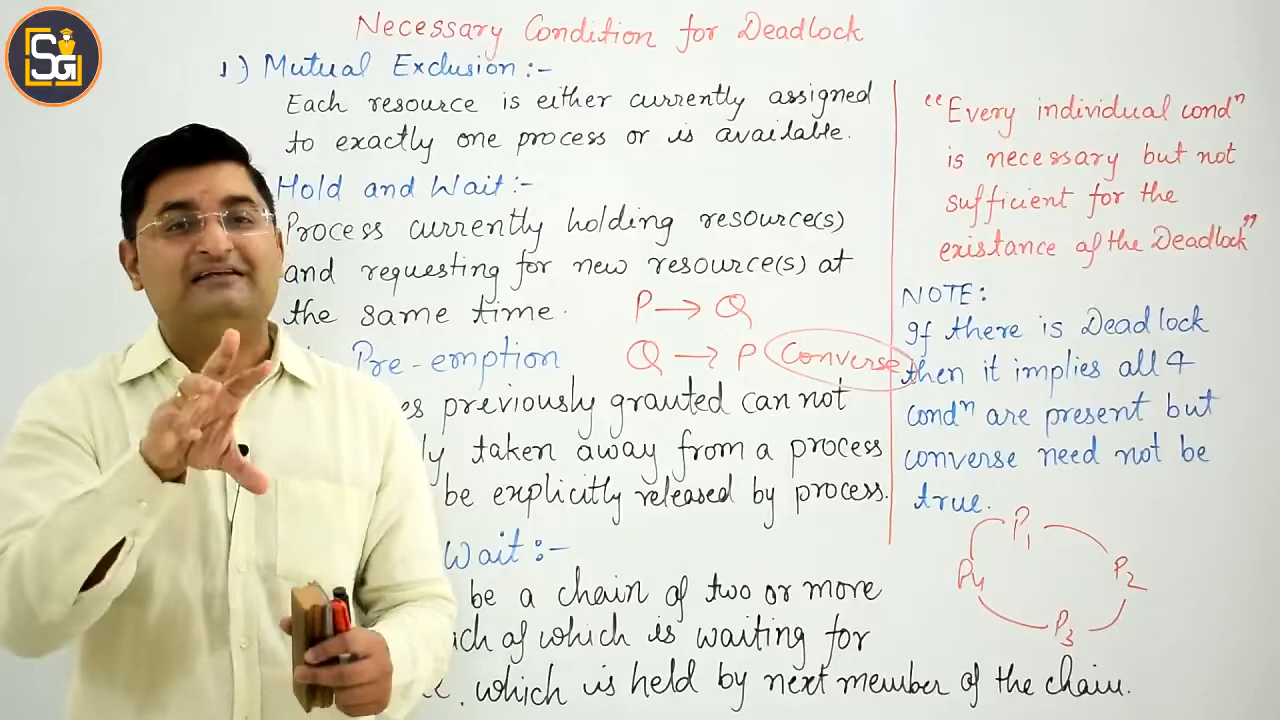 SG
Necessary Condition for Deadlock
1) Mutual Exclusion :-
Each resource is either currently assigned
to exactly one process or is available.
Hold and Wait :-
Process currently holding resource(s)
and requesting for new resource(s) at
the same time.
P → Q
Q → P Converse
Pre-emption
previously granted can not
taken away from a process
be explicitly released by process.
Wait :-
be a chain of two or more
of which is waiting for
which is held by next member of the chain.
"Every individual condⁿ
is necessary but not
sufficient for the
existance of the Deadlock"
NOTE:
If there is Deadlock
then it implies all 4
condⁿ are present but
converse need not be
true.
P₁
P₄ P₂
P₃